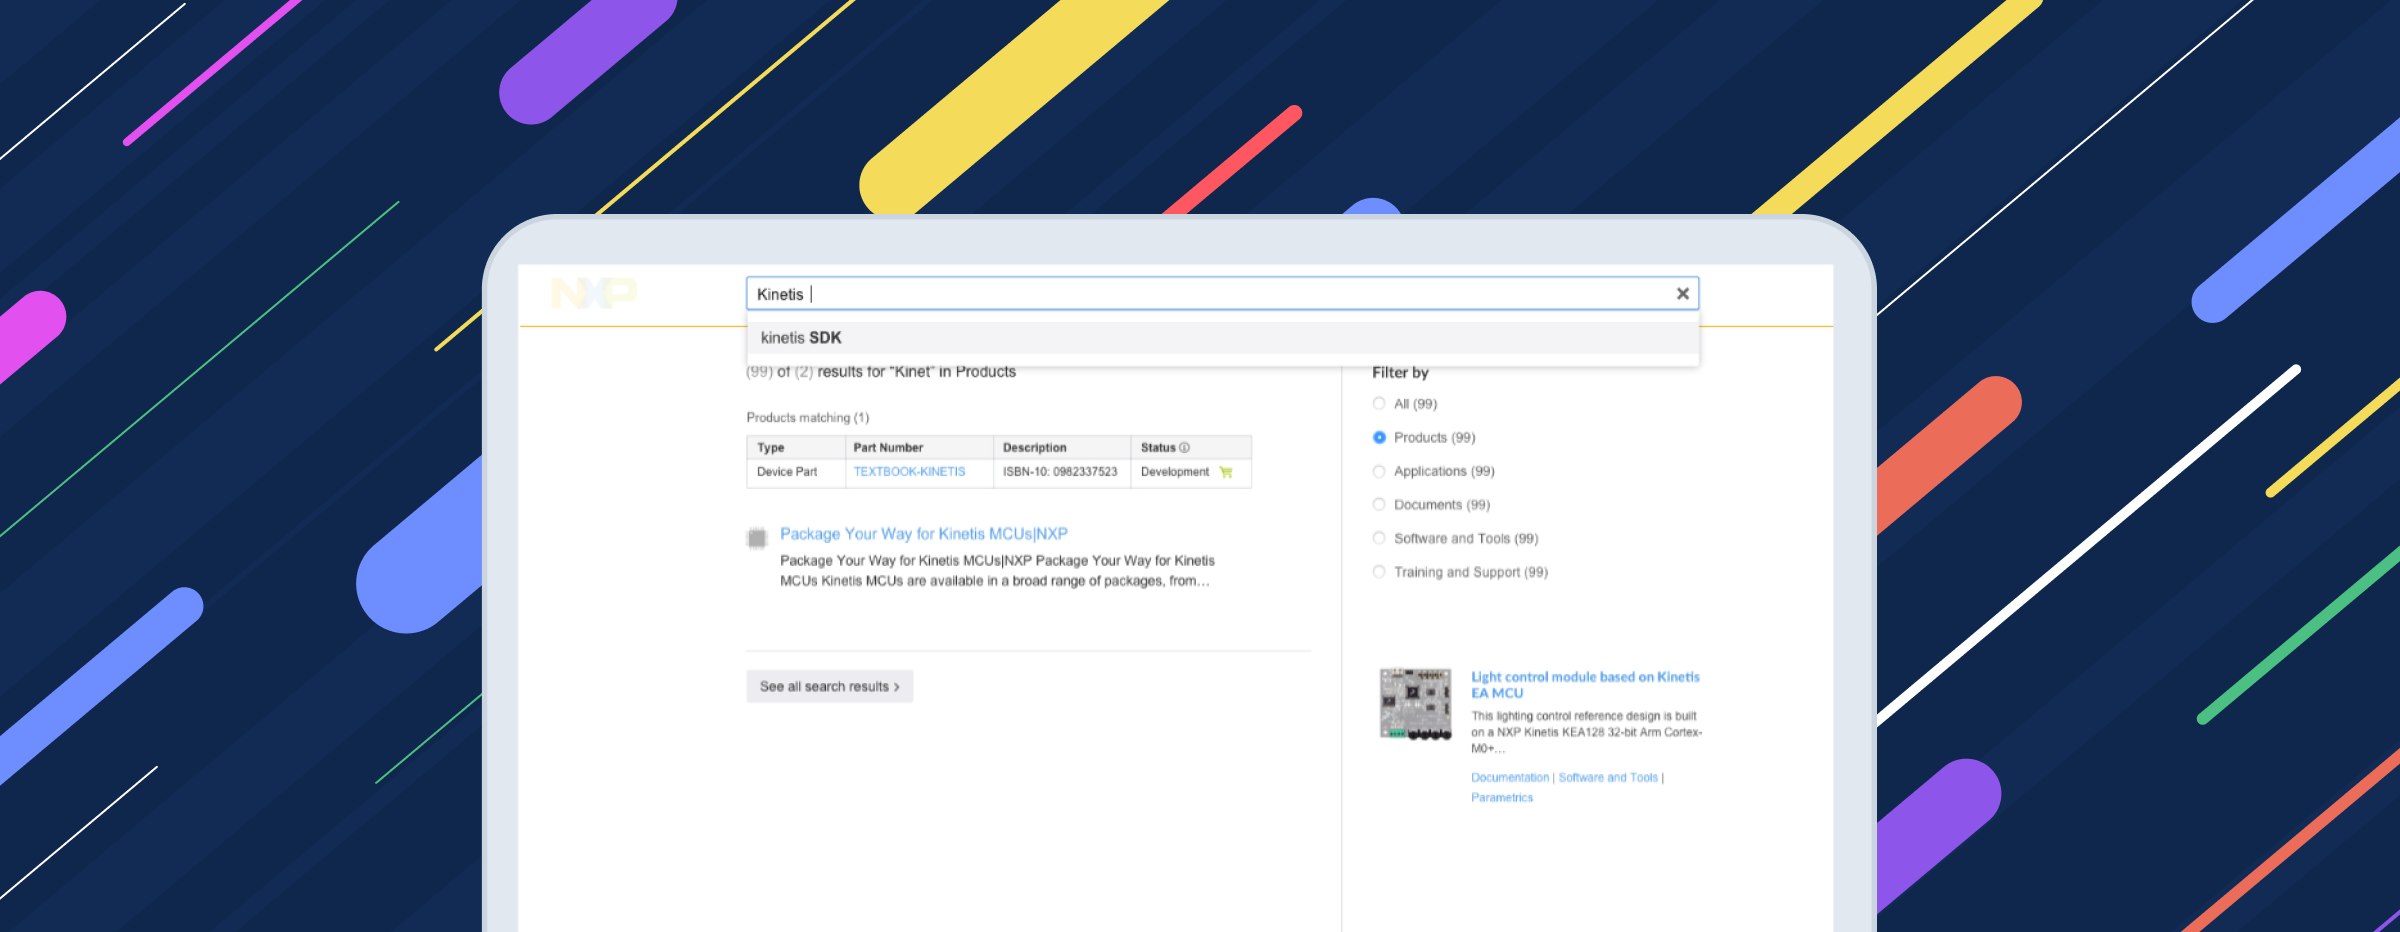 NXP
Kinetis
kinetis SDK
(99) of (2) results for "Kinet" in Products
Products matching (1)
Type Part Number Description Status
Device Part TEXTBOOK-KINETIS ISBN-10: 0982337523 Development
Package Your Way for Kinetis MCUs|NXP
Package Your Way for Kinetis MCUs|NXP Package Your Way for Kinetis
MCUs Kinetis MCUs are available in a broad range of packages, from...
See all search results >
Filter by
All (99)
Products (99)
Applications (99)
Documents (99)
Software and Tools (99)
Training and Support (99)
Light control module based on Kinetis
EA MCU
This lighting control reference design is built
on a NXP Kinetis KEA128 32-bit Arm Cortex-
M0+...
Documentation | Software and Tools |
Parametrics